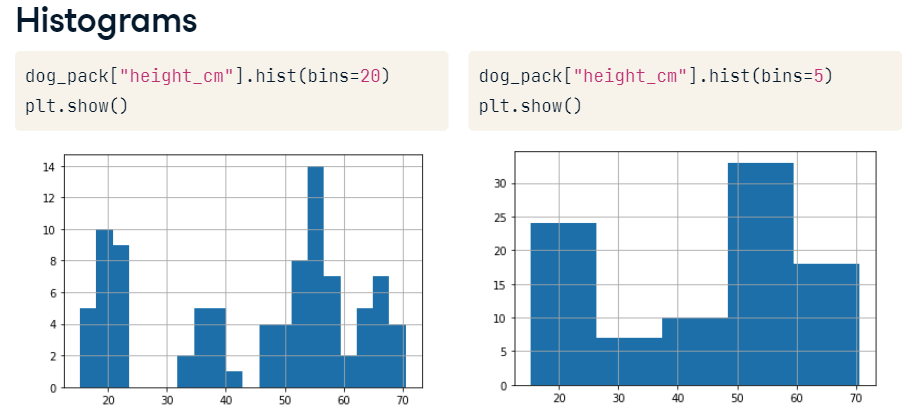 Histograms
dog_pack["height_cm"].hist(bins=20)
plt.show()
dog_pack["height_cm"].hist(bins=5)
plt.show()
14
12
10
8
6
4
2
0
20 30 40 50 60 70
30
25
20
15
10
5
0
20 30 40 50 60 70